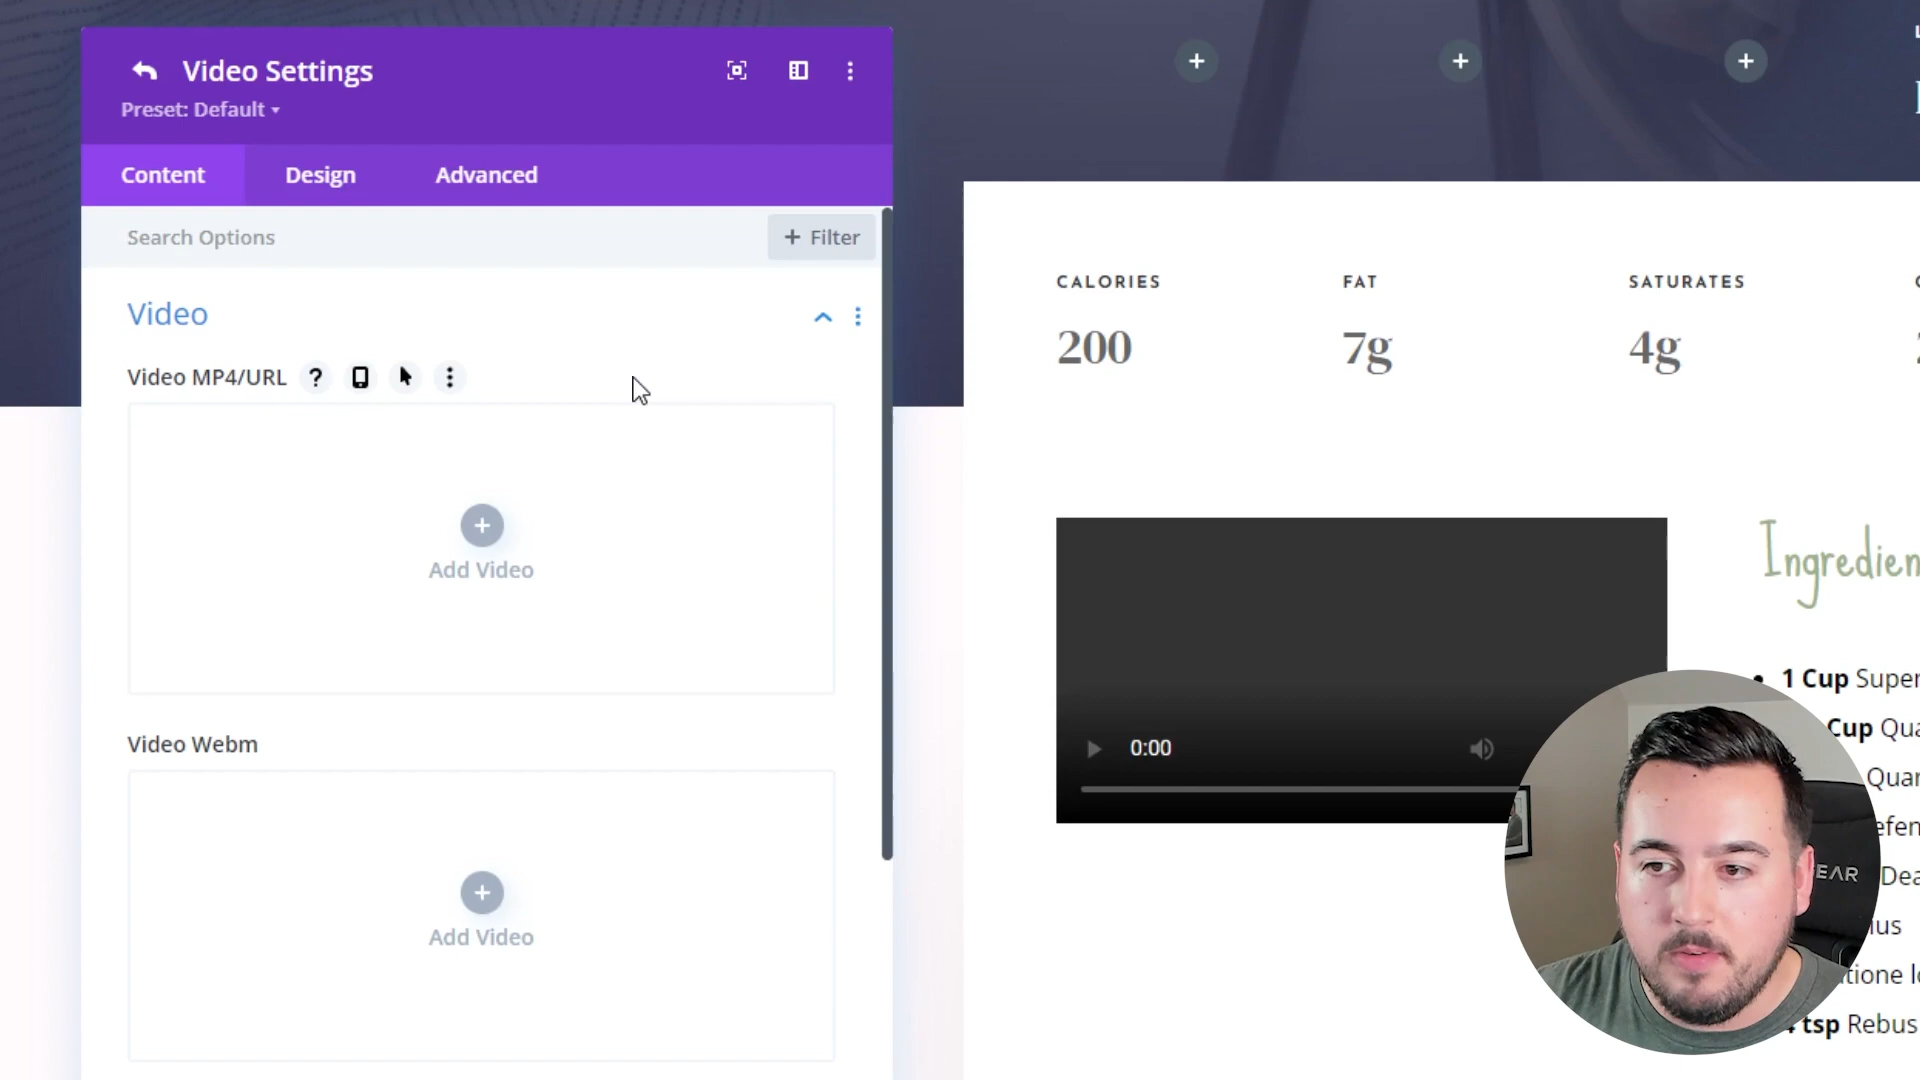 Video Settings
Preset: Default
Content Design Advanced
Search Options
+ Filter
Video
Video MP4/URL ?
Add Video
Video Webm
Add Video
CALORIES FAT SATURATES
200 7g 4g
0:00
Ingredien
1 Cup Super
Cup Qua
Quan
efen
Dea
ius
tione lo
tsp Rebus
EAR